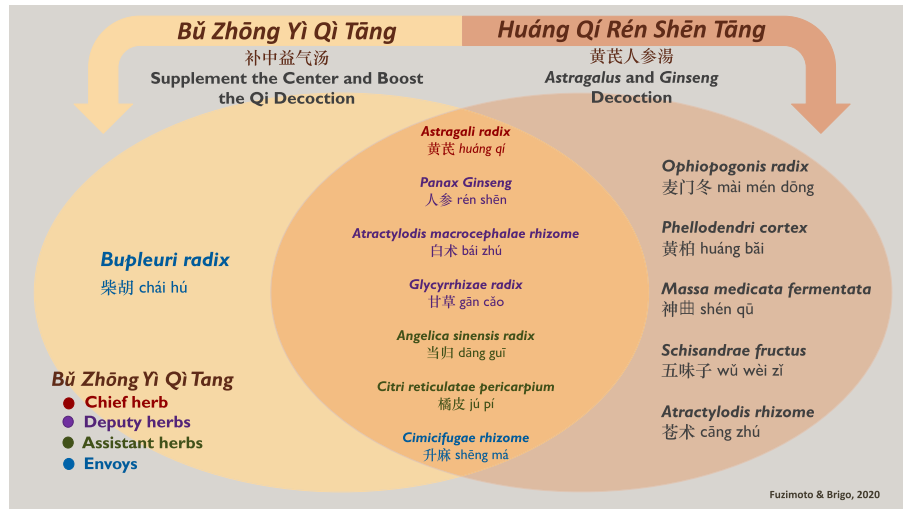 Bǔ Zhōng Yì Qì Tāng
补中益气汤
Supplement the Center and Boost
the Qi Decoction
Huáng Qí Rén Shēn Tāng
黄芪人参湯
Astragalus and Ginseng
Decoction
Bupleuri radix
柴胡 chái hú
Astragali radix
黄芪 huáng qí
Panax Ginseng
人参 rén shēn
Atractylodis macrocephalae rhizome
白术 bái zhú
Glycyrrhizae radix
甘草 gān cǎo
Angelica sinensis radix
当归 dāng guī
Citri reticulatae pericarpium
橘皮 jú pí
Cimicifugae rhizome
升麻 shēng má
Ophiopogonis radix
麦门冬 mài mén dōng
Phellodendri cortex
黄柏 huáng bǎi
Massa medicata fermentata
神曲 shén qū
Schisandrae fructus
五味子 wǔ wèi zǐ
Atractylodis rhizome
苍术 cāng zhú
Bǔ Zhōng Yì Qì Tang
Chief herb
Deputy herbs
Assistant herbs
Envoys
Fuzimoto & Brigo, 2020